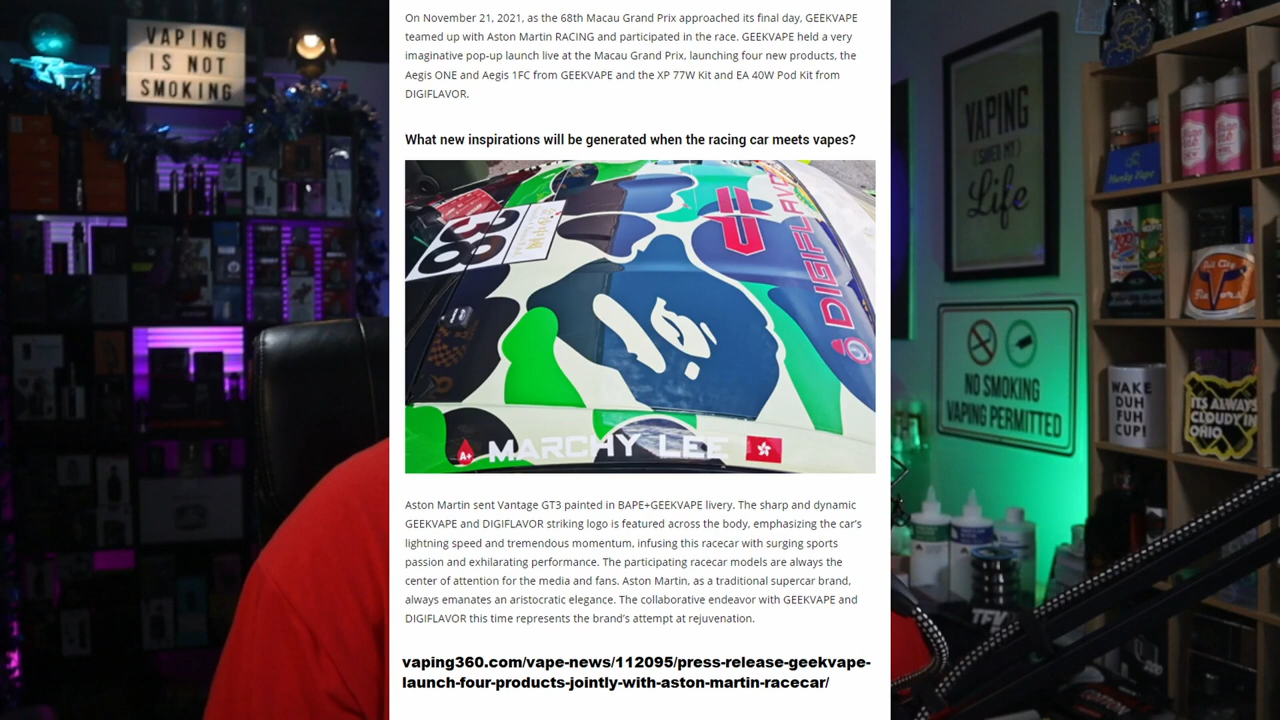 VAPING
IS NOT
SMOKING
On November 21, 2021, as the 68th Macau Grand Prix approached its final day, GEEKVAPE
teamed up with Aston Martin RACING and participated in the race. GEEKVAPE held a very
imaginative pop-up launch live at the Macau Grand Prix, launching four new products, the
Aegis ONE and Aegis 1FC from GEEKVAPE and the XP 77W Kit and EA 40W Pod Kit from
DIGIFLAVOR.
What new inspirations will be generated when the racing car meets vapes?
38
DIGIFLAVOR
A+
MARCHY LEE
Aston Martin sent Vantage GT3 painted in BAPE+GEEKVAPE livery. The sharp and dynamic
GEEKVAPE and DIGIFLAVOR striking logo is featured across the body, emphasizing the car's
lightning speed and tremendous momentum, infusing this racecar with surging sports
passion and exhilarating performance. The participating racecar models are always the
center of attention for the media and fans. Aston Martin, as a traditional supercar brand,
always emanates an aristocratic elegance. The collaborative endeavor with GEEKVAPE and
DIGIFLAVOR this time represents the brand's attempt at rejuvenation.
vaping360.com/vape-news/112095/press-release-geekvape-
launch-four-products-jointly-with-aston-martin-racecar/
VAPING
(SAVED MY)
Life
NO SMOKING
VAPING PERMITTED
WAKE
DUH
FUH
CUP!
ITS ALWAYS
CLOUDY IN
OHIO